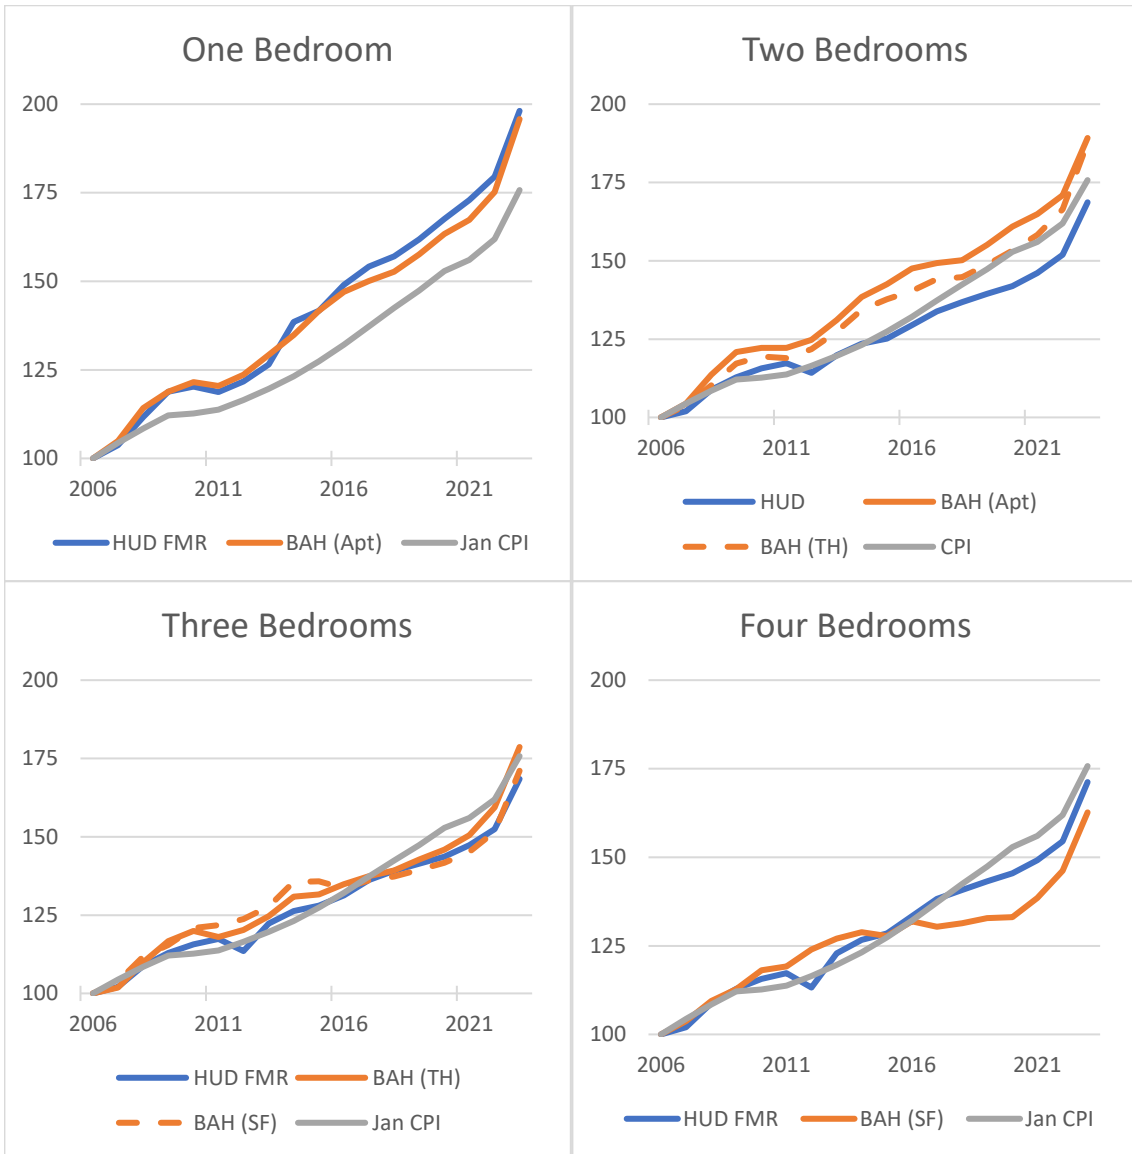 One Bedroom
200
175
150
125
100
2006 2011 2016 2021
HUD FMR BAH (Apt) Jan CPI
Two Bedrooms
200
175
150
125
100
2006 2011 2016 2021
HUD BAH (Apt)
BAH (TH) CPI
Three Bedrooms
200
175
150
125
100
2006 2011 2016 2021
HUD FMR BAH (TH)
BAH (SF) Jan CPI
Four Bedrooms
200
175
150
125
100
2006 2011 2016 2021
HUD FMR BAH (SF) Jan CPI